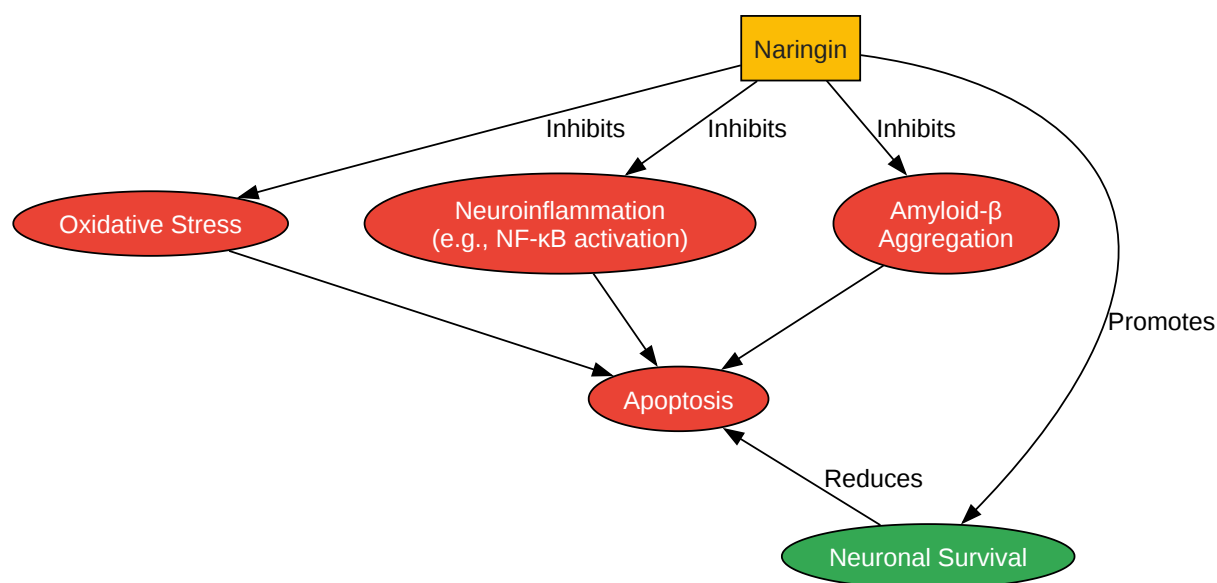 Naringin
Inhibits
Inhibits
Inhibits
Oxidative Stress
Neuroinflammation
(e.g., NF-κB activation)
Amyloid-β
Aggregation
Promotes
Apoptosis
Reduces
Neuronal Survival